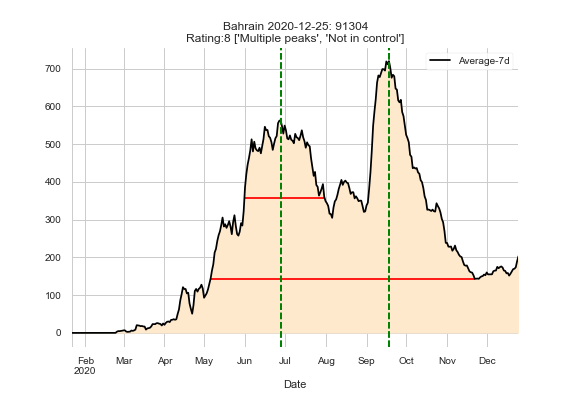 Bahrain 2020-12-25: 91304
Rating:8 ['Multiple peaks', 'Not in control']
Average-7d
700
600
500
400
300
200
100
0
Feb Mar Apr May Jun Jul Aug Sep Oct Nov Dec
2020
Date